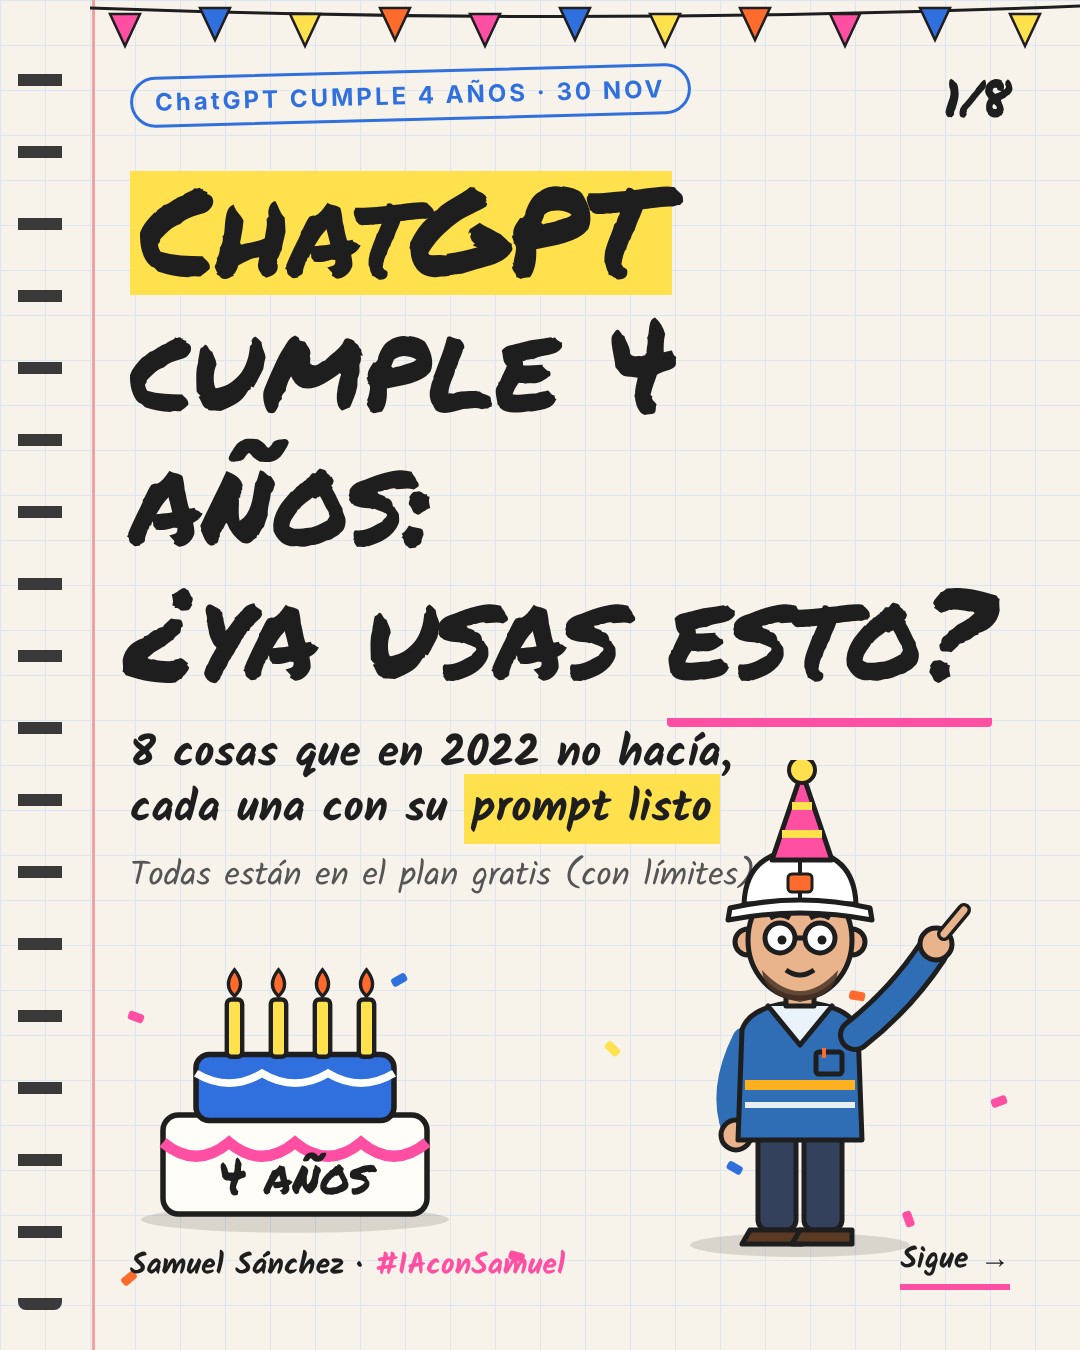 ChatGPT CUMPLE 4 AÑOS · 30 NOV
1/8
CHATGPT
CUMPLE 4
AÑOS:
¿YA USAS ESTO?
8 cosas que en 2022 no hacía,
cada una con su prompt listo
Todas están en el plan gratis (con límites)
4 AÑOS
Samuel Sánchez · #IAconSamuel
Sigue →